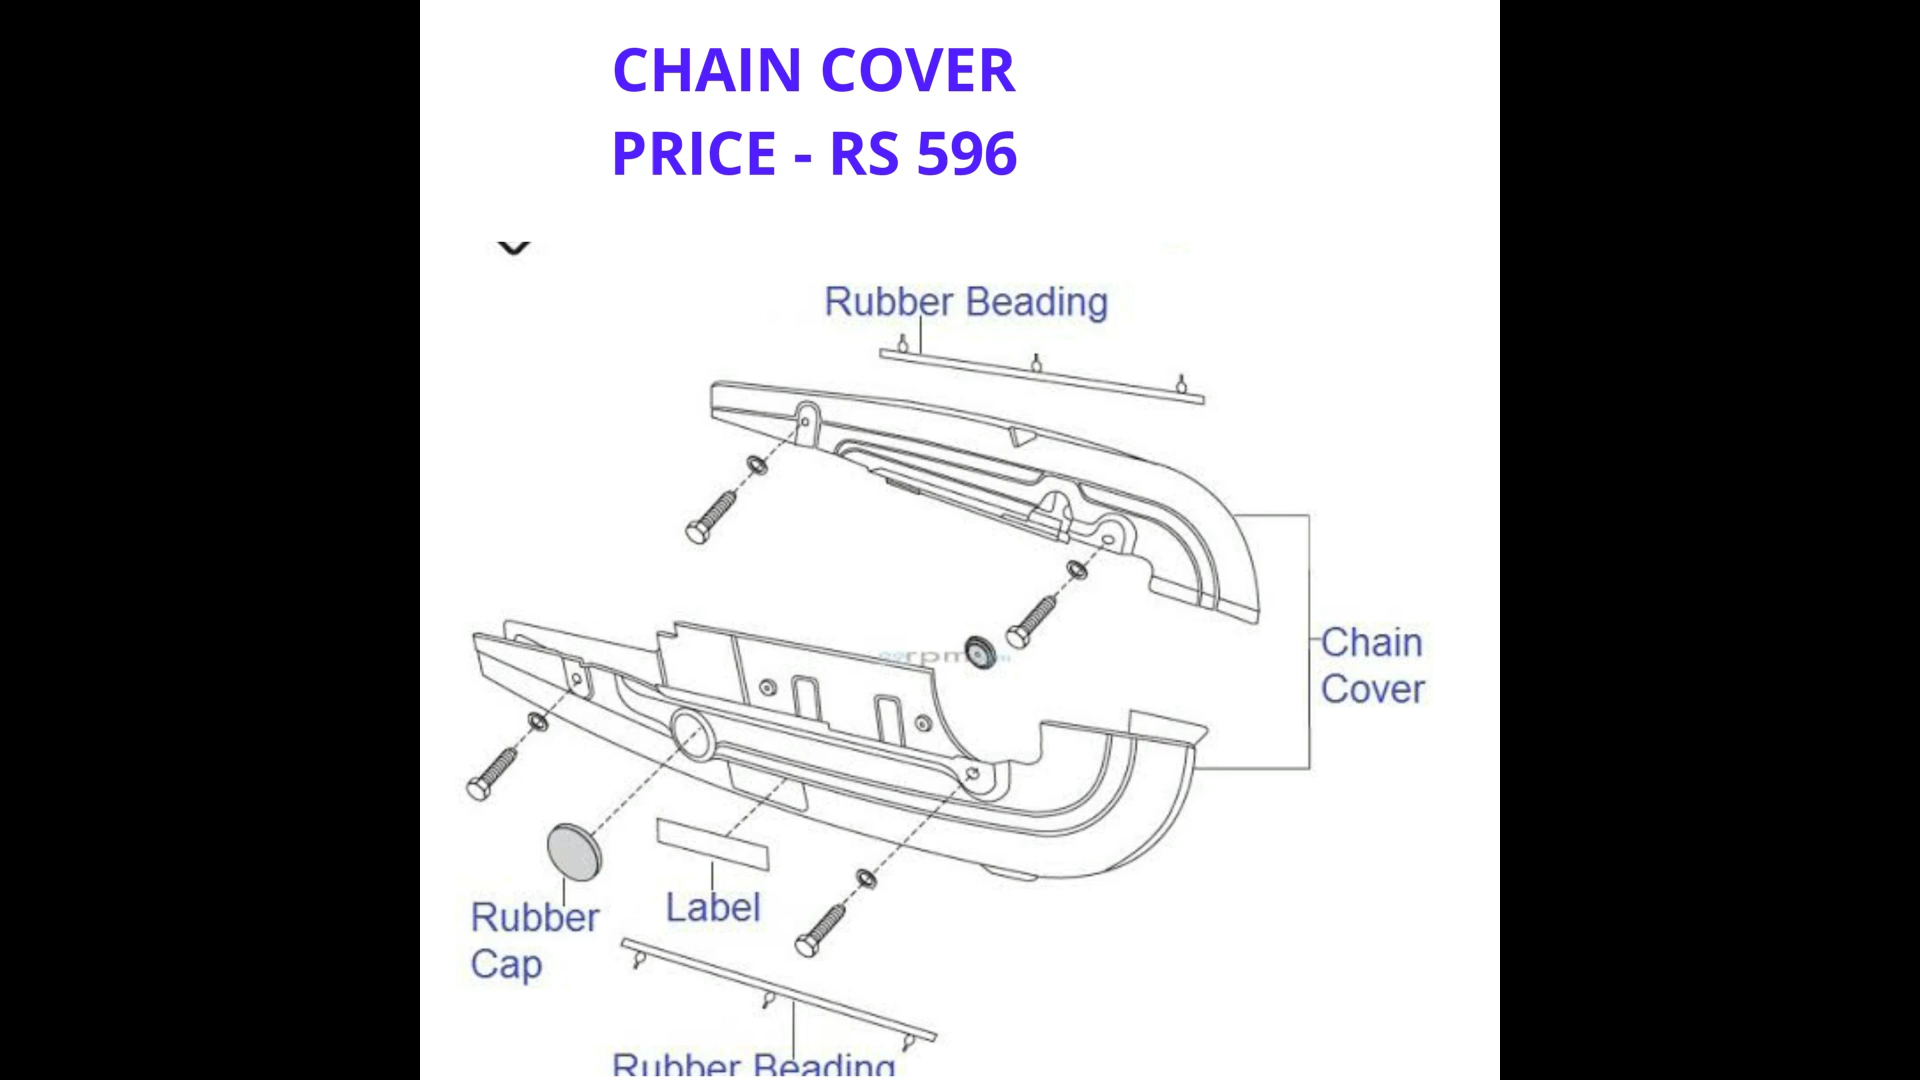 CHAIN COVER
PRICE - RS 596
Rubber Beading
Chain
Cover
Rubber
Cap
Label
Rubber Beading